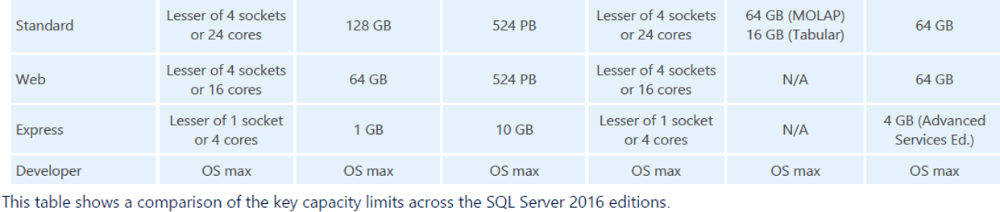 Standard
Lesser of 4 sockets
or 24 cores
128 GB
524 PB
Lesser of 4 sockets
or 24 cores
64 GB (MOLAP)
16 GB (Tabular)
64 GB
Web
Lesser of 4 sockets
or 16 cores
64 GB
524 PB
Lesser of 4 sockets
or 16 cores
N/A
64 GB
Express
Lesser of 1 socket
or 4 cores
1 GB
10 GB
Lesser of 1 socket
or 4 cores
N/A
4 GB (Advanced
Services Ed.)
Developer
OS max
OS max
OS max
OS max
OS max
OS max
This table shows a comparison of the key capacity limits across the SQL Server 2016 editions.